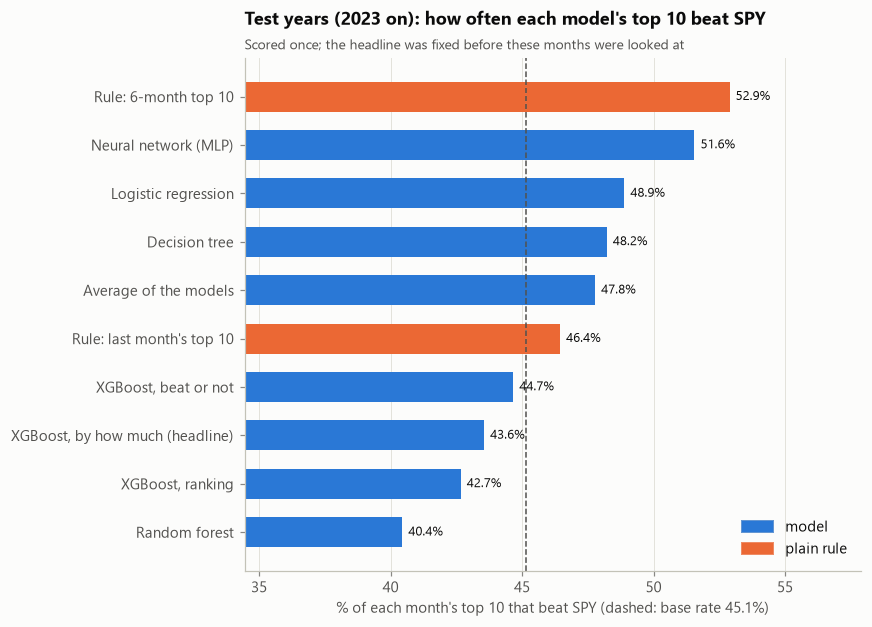 Test years (2023 on): how often each model's top 10 beat SPY
Scored once; the headline was fixed before these months were looked at
Rule: 6-month top 10
52.9%
Neural network (MLP)
51.6%
Logistic regression
48.9%
Decision tree
48.2%
Average of the models
47.8%
Rule: last month's top 10
46.4%
XGBoost, beat or not
44.7%
XGBoost, by how much (headline)
43.6%
XGBoost, ranking
42.7%
Random forest
40.4%
model
plain rule
35 40 45 50 55
% of each month's top 10 that beat SPY (dashed: base rate 45.1%)